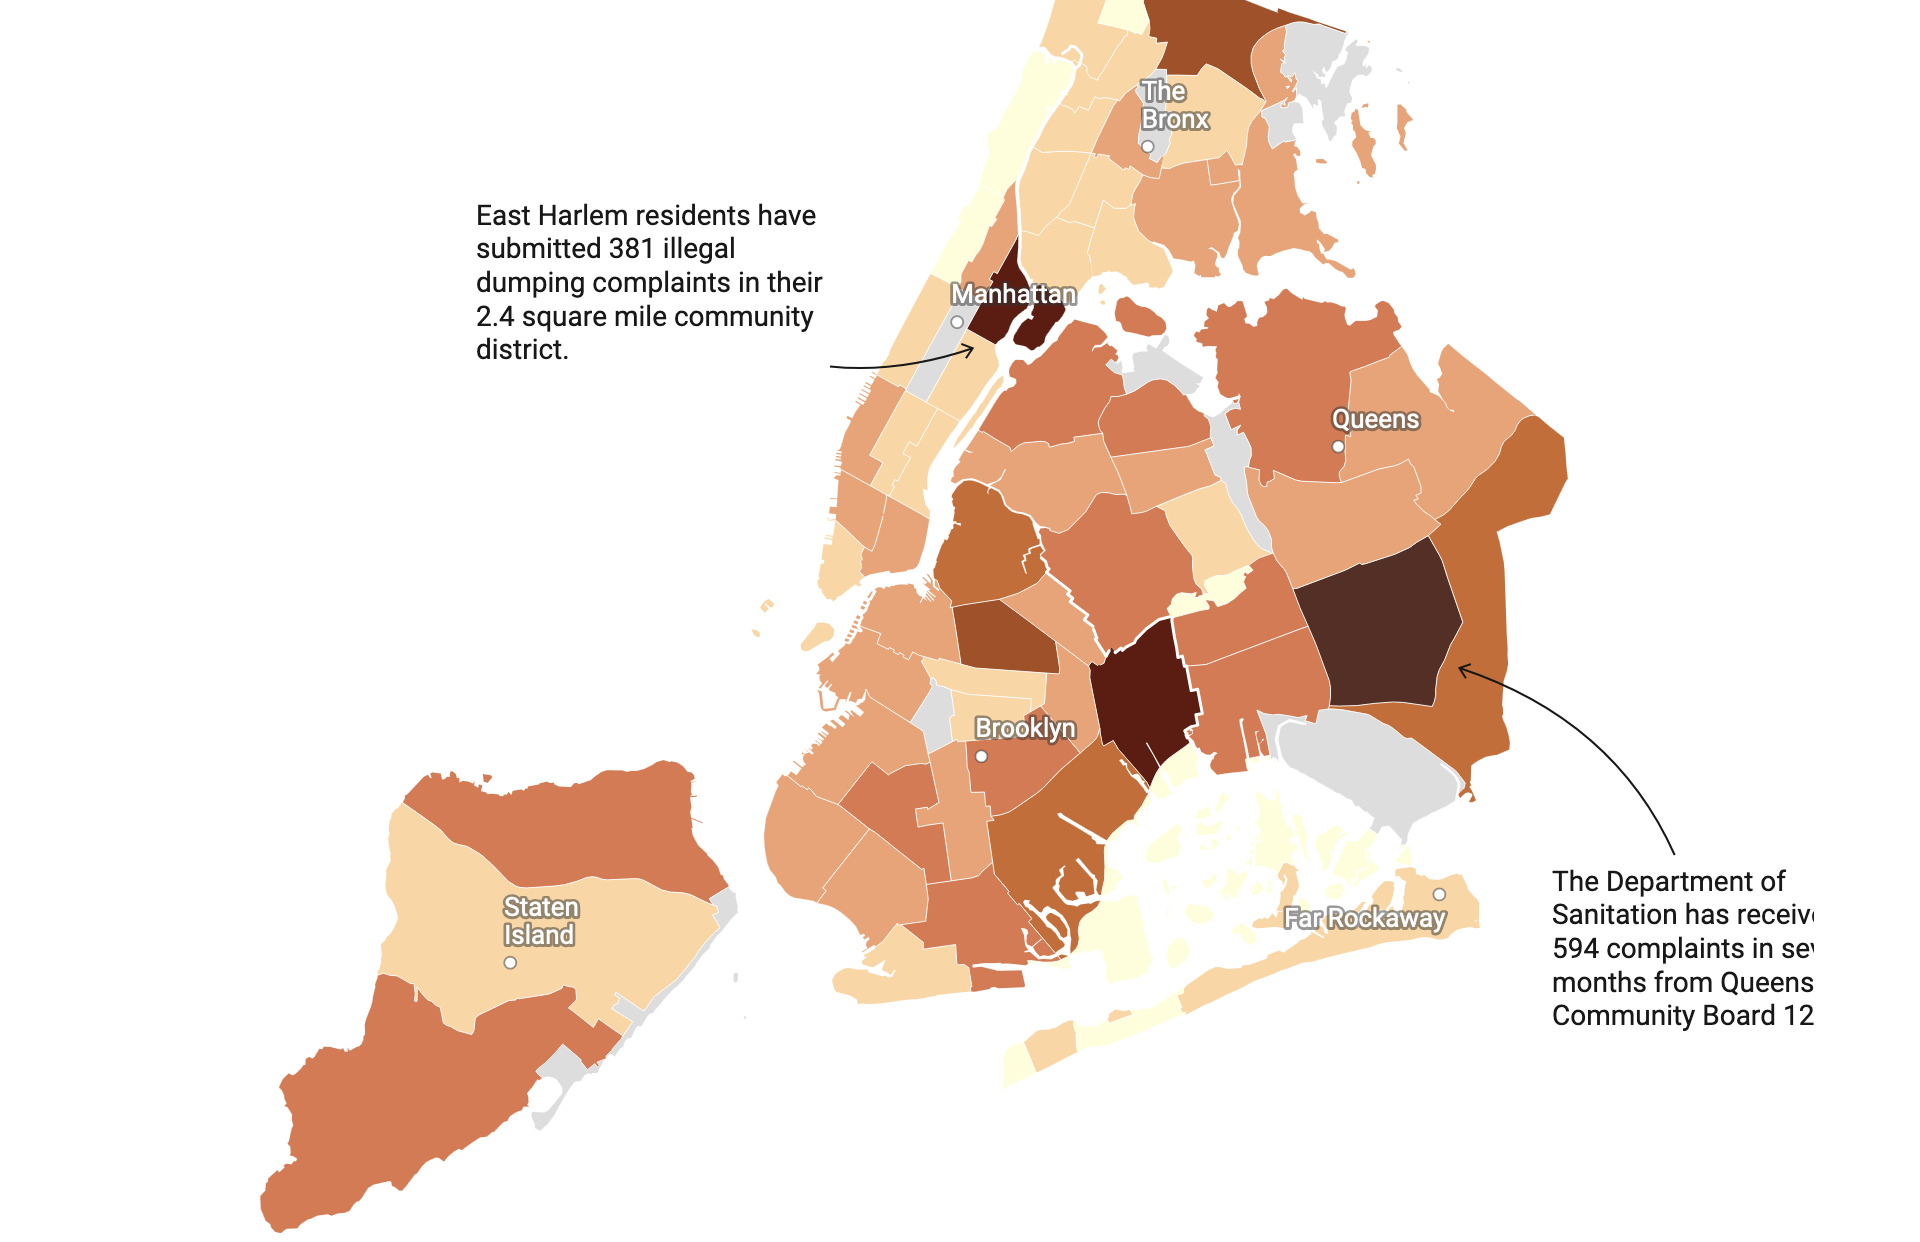 The
Bronx
East Harlem residents have
submitted 381 illegal
dumping complaints in their
2.4 square mile community
district.
Manhattan
Queens
Brooklyn
Staten
Island
Far Rockaway
The Department of
Sanitation has receiv
594 complaints in se
months from Queens
Community Board 12